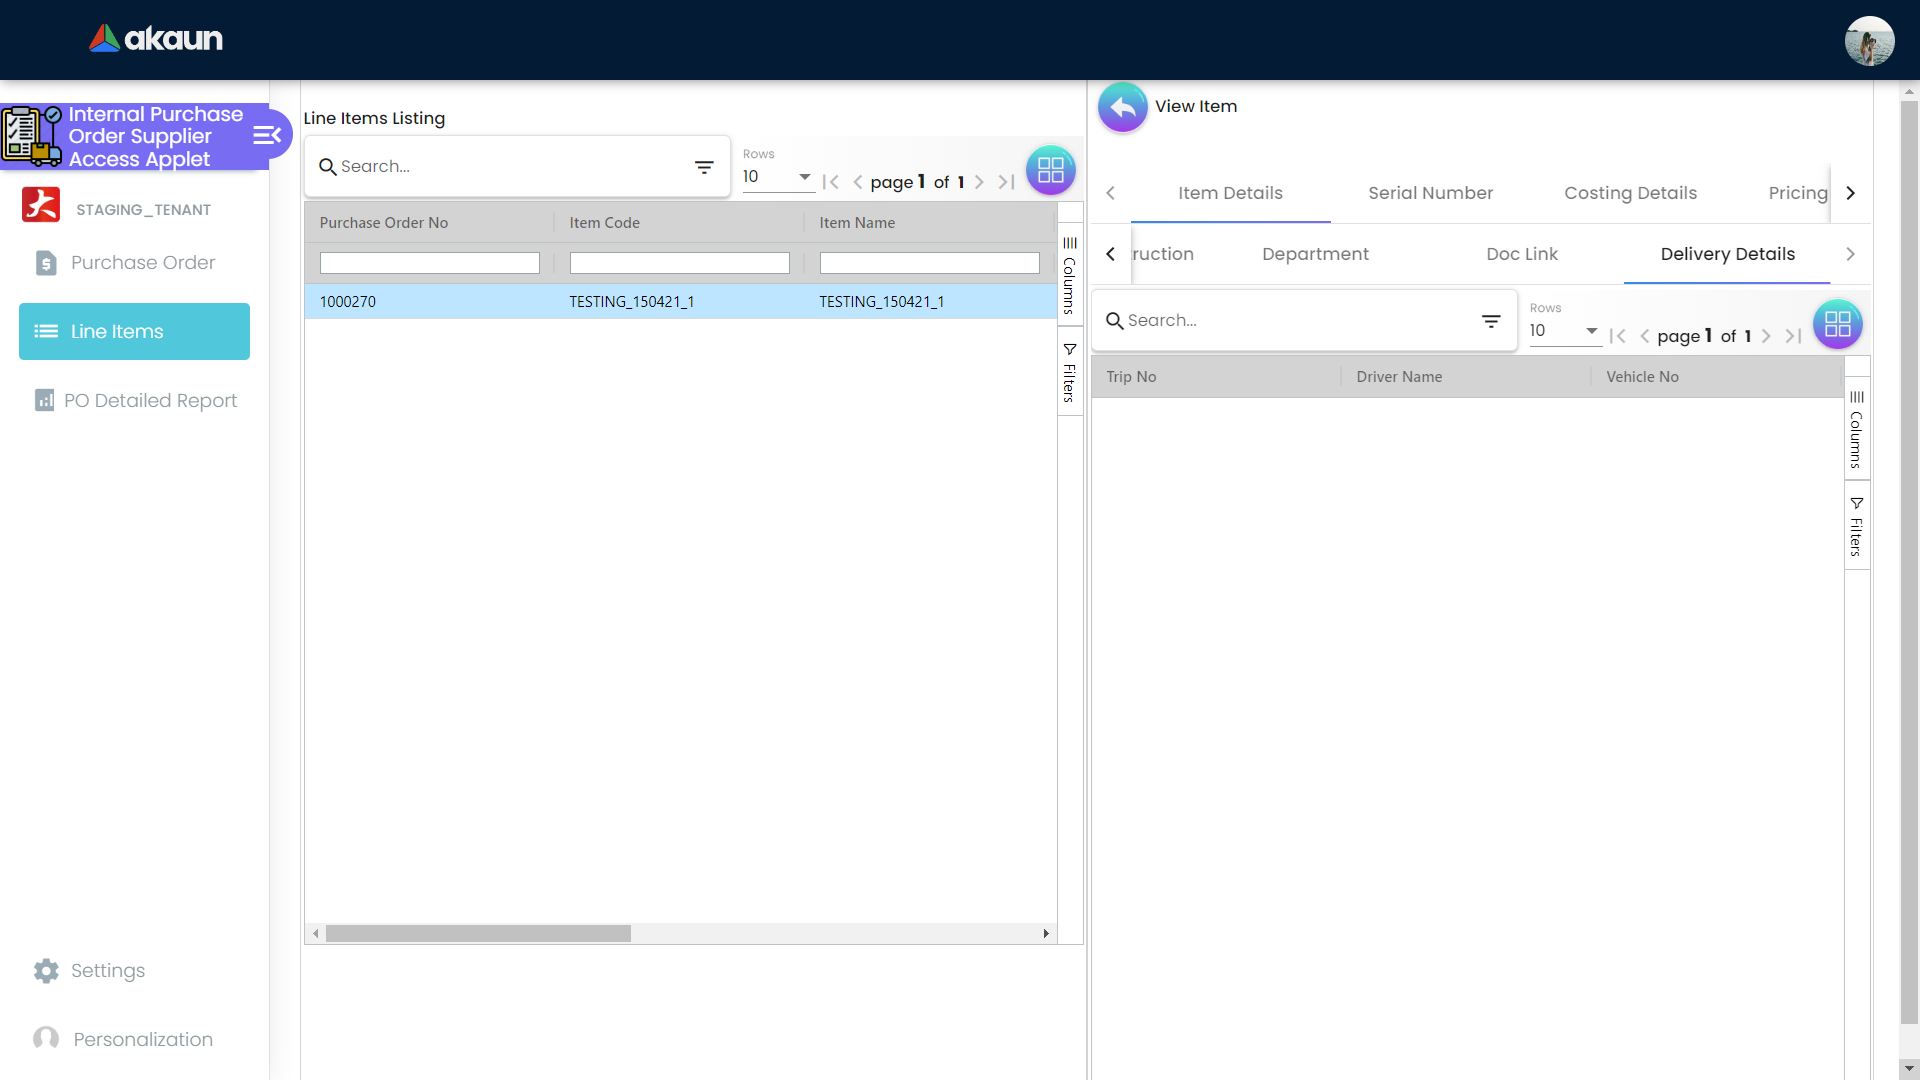 akaun
Internal Purchase
Order Supplier
Access Applet
STAGING_TENANT
Purchase Order
Line Items
PO Detailed Report
Settings
Personalization
Line Items Listing
Search...
Rows
10
page 1 of 1
Purchase Order No Item Code Item Name
1000270 TESTING_150421_1 TESTING_150421_1
Columns
Filters
View Item
Item Details Serial Number Costing Details Pricing
ruction Department Doc Link Delivery Details
Search...
Rows
10
page 1 of 1
Trip No Driver Name Vehicle No
Columns
Filters